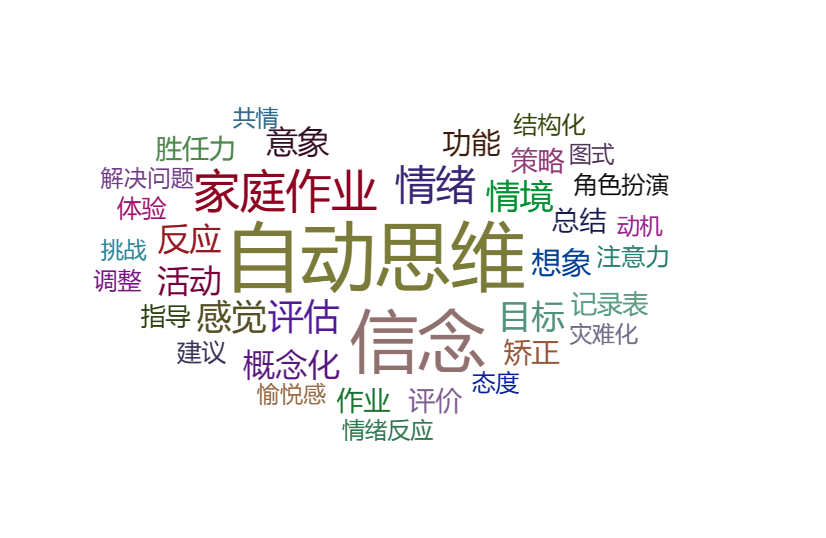 共情
结构化
意象
功能
胜任力
策略
图式
解决问题
家庭作业
情绪
情境
角色扮演
体验
总结
动机
反应
自动思维
挑战
想象
注意力
调整
活动
指导
感觉
评估
信念
目标
记录表
灾难化
建议
概念化
矫正
愉悦感
作业
评价
态度
情绪反应